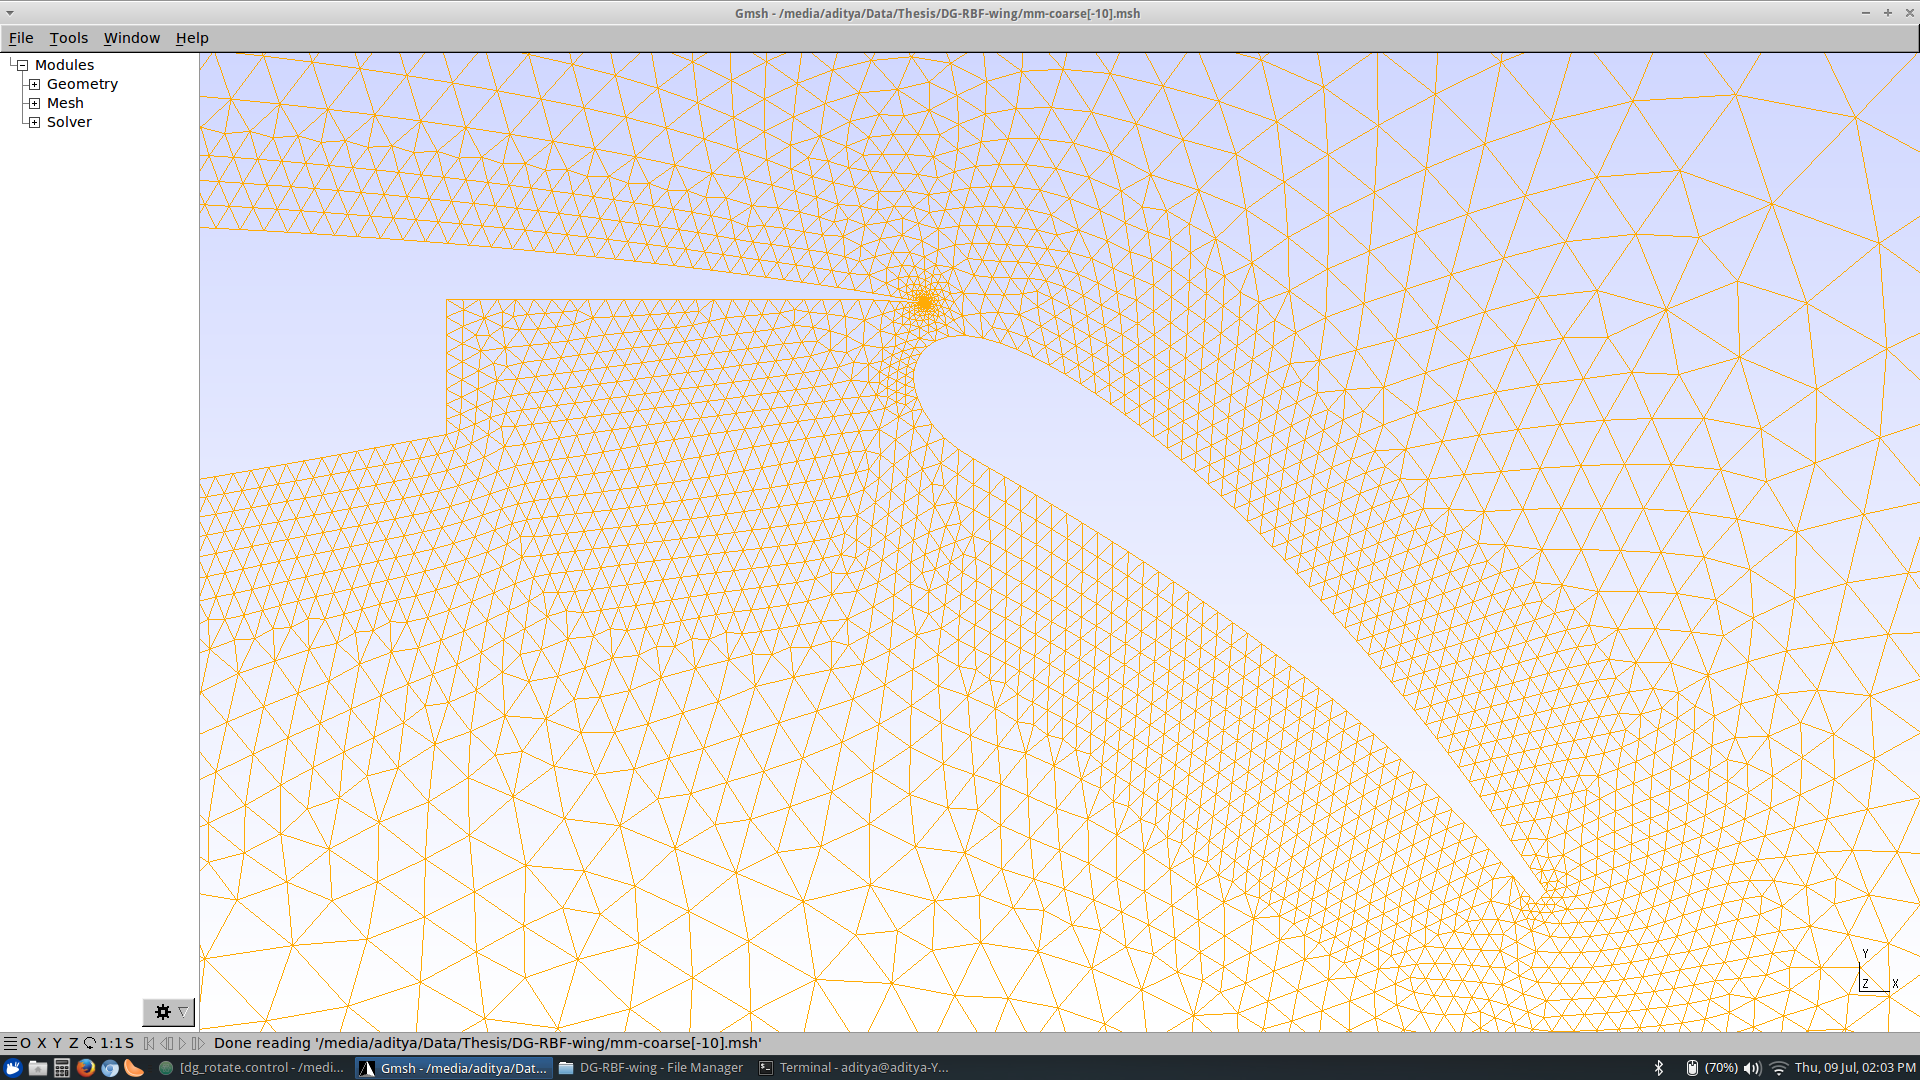 Gmsh - /media/aditya/Data/Thesis/DG-RBF-wing/mm-coarse[-10].msh
File Tools Window Help
Modules
Geometry
Mesh
Solver
Y
Z X
O X Y Z 1:1 S Done reading '/media/aditya/Data/Thesis/DG-RBF-wing/mm-coarse[-10].msh'
[dg_rotate.control - /medi... Gmsh - /media/aditya/Dat... DG-RBF-wing - File Manager Terminal - aditya@aditya-Y... (70%) Thu, 09 Jul, 02:03 PM